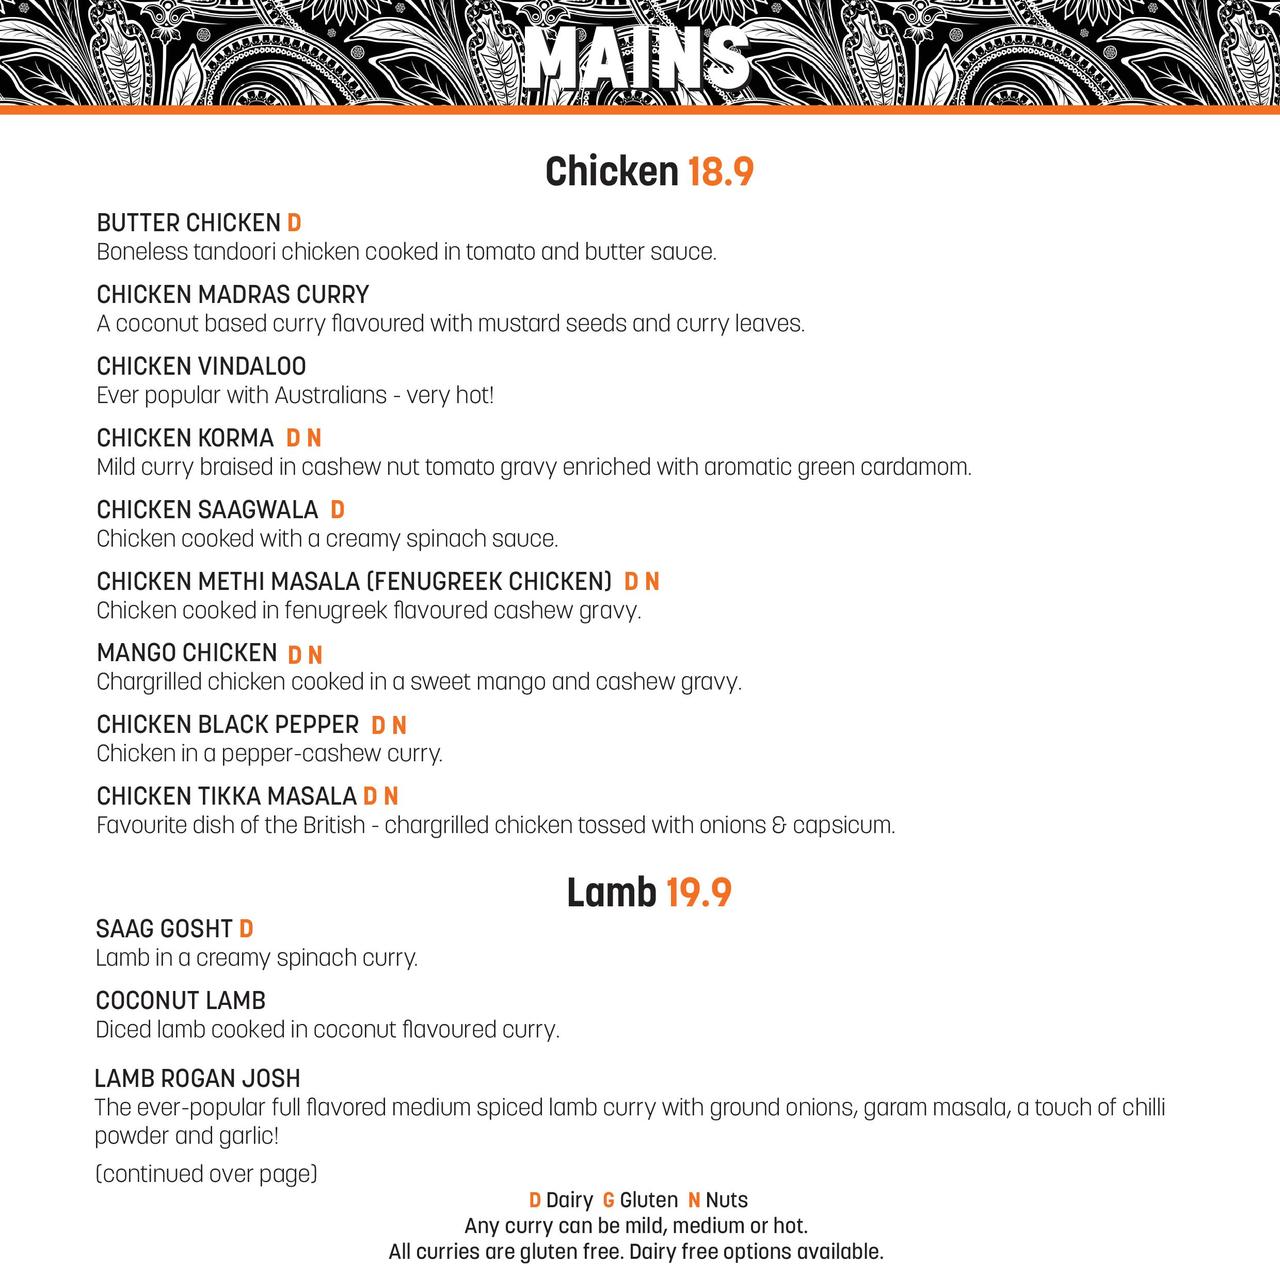 MAINS
Chicken 18.9
BUTTER CHICKEN D
Boneless tandoori chicken cooked in tomato and butter sauce.
CHICKEN MADRAS CURRY
A coconut based curry flavoured with mustard seeds and curry leaves.
CHICKEN VINDALOO
Ever popular with Australians - very hot!
CHICKEN KORMA D N
Mild curry braised in cashew nut tomato gravy enriched with aromatic green cardamom.
CHICKEN SAAGWALA D
Chicken cooked with a creamy spinach sauce.
CHICKEN METHI MASALA (FENUGREEK CHICKEN) D N
Chicken cooked in fenugreek flavoured cashew gravy.
MANGO CHICKEN D N
Chargrilled chicken cooked in a sweet mango and cashew gravy.
CHICKEN BLACK PEPPER D N
Chicken in a pepper-cashew curry.
CHICKEN TIKKA MASALA D N
Favourite dish of the British - chargrilled chicken tossed with onions & capsicum.
Lamb 19.9
SAAG GOSHT D
Lamb in a creamy spinach curry.
COCONUT LAMB
Diced lamb cooked in coconut flavoured curry.
LAMB ROGAN JOSH
The ever-popular full flavored medium spiced lamb curry with ground onions, garam masala, a touch of chilli
powder and garlic!
(continued over page)
D Dairy G Gluten N Nuts
Any curry can be mild, medium or hot.
All curries are gluten free. Dairy free options available.